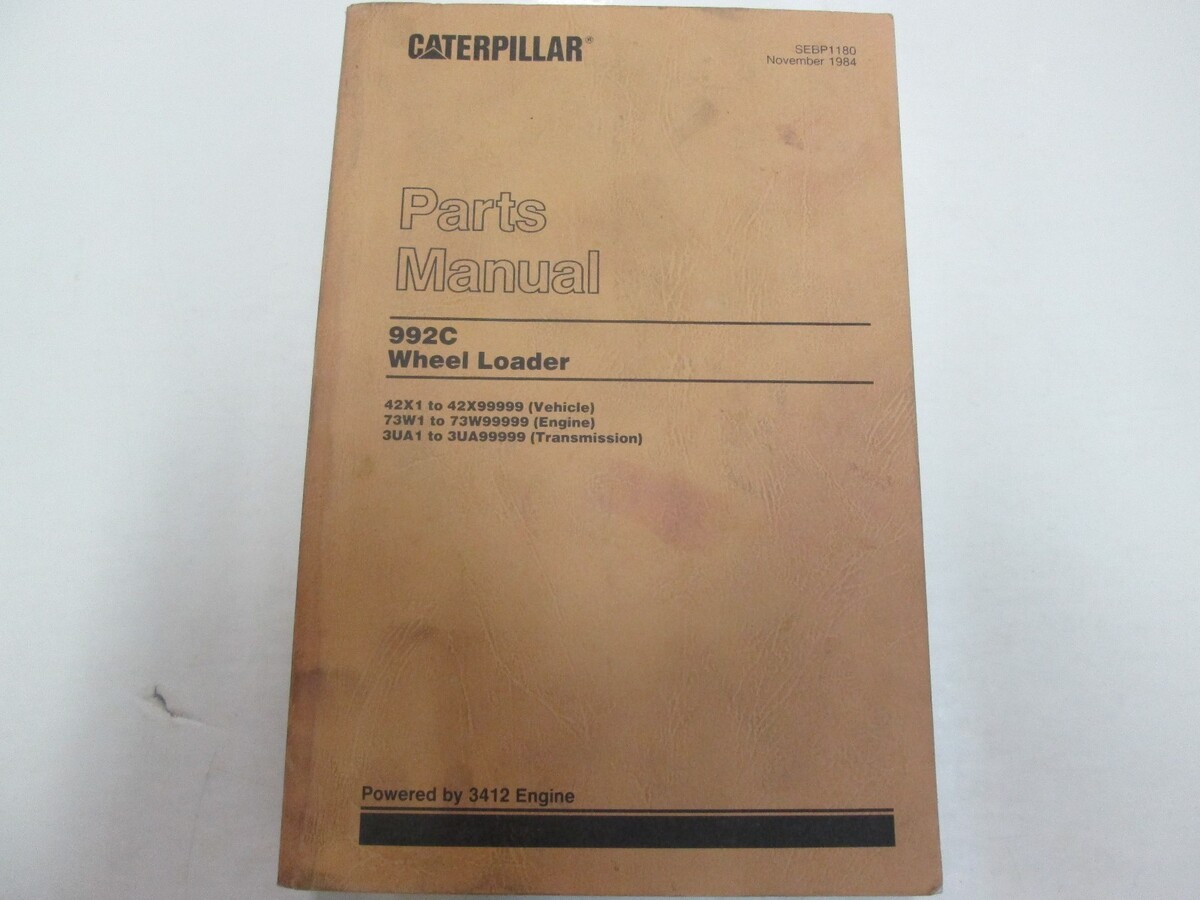 CATERPILLAR®
SEBP1180
November 1984
Parts
Manual
992C
Wheel Loader
42X1 to 42X99999 (Vehicle)
73W1 to 73W99999 (Engine)
3UA1 to 3UA99999 (Transmission)
Powered by 3412 Engine